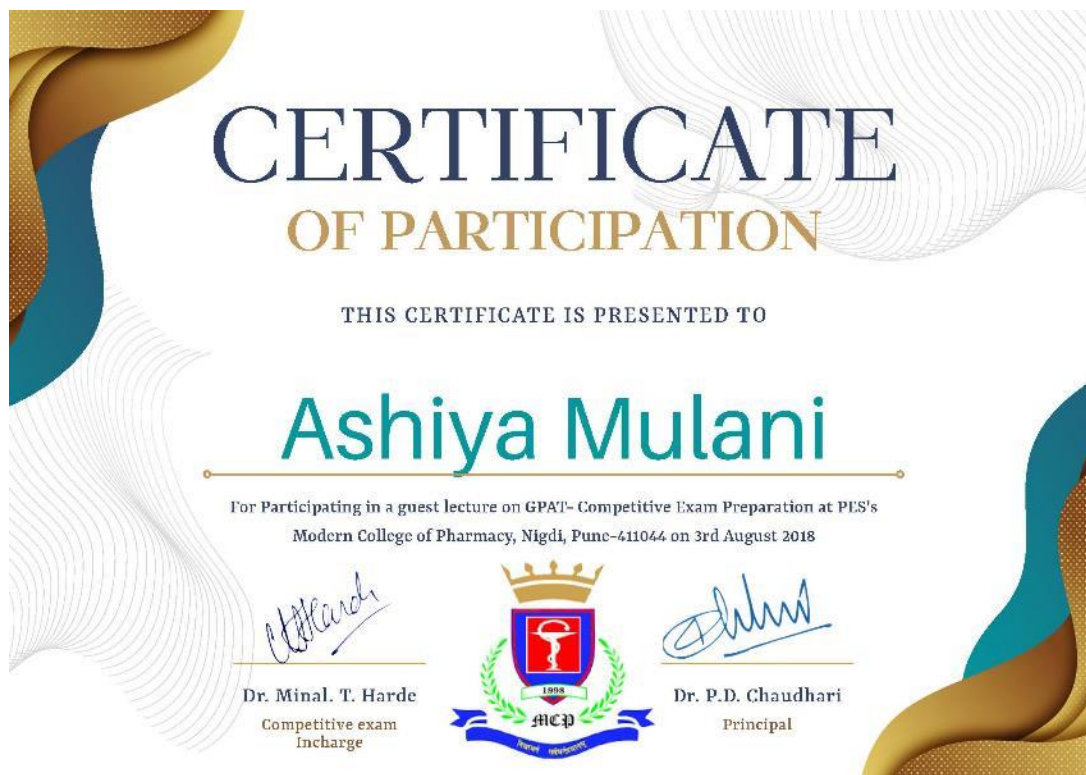 CERTIFICATE
OF PARTICIPATION
THIS CERTIFICATE IS PRESENTED TO
Ashiya Mulani
For Participating in a guest lecture on GPAT- Competitive Exam Preparation at PES's
Modern College of Pharmacy, Nigdi, Pune-411044 on 3rd August 2018
Dr. Minal. T. Harde
Competitive exam
Incharge
1998
MCP
Dr. P.D. Chaudhari
Principal